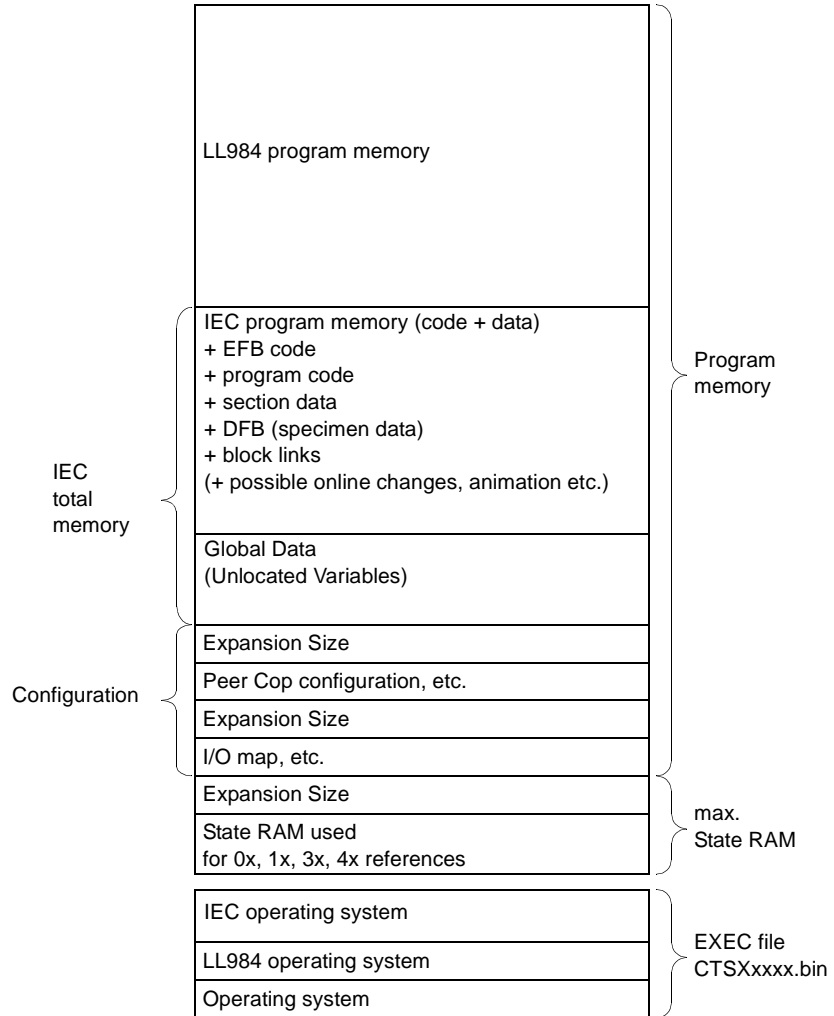 LL984 program memory
IEC program memory (code + data)
+ EFB code
+ program code
+ section data
+ DFB (specimen data)
+ block links
(+ possible online changes, animation etc.)
Program
memory
IEC
total
memory
Global Data
(Unlocated Variables)
Expansion Size
Peer Cop configuration, etc.
Configuration
Expansion Size
I/O map, etc.
Expansion Size
State RAM used
for 0x, 1x, 3x, 4x references
max.
State RAM
IEC operating system
LL984 operating system
Operating system
EXEC file
CTSXxxxx.bin